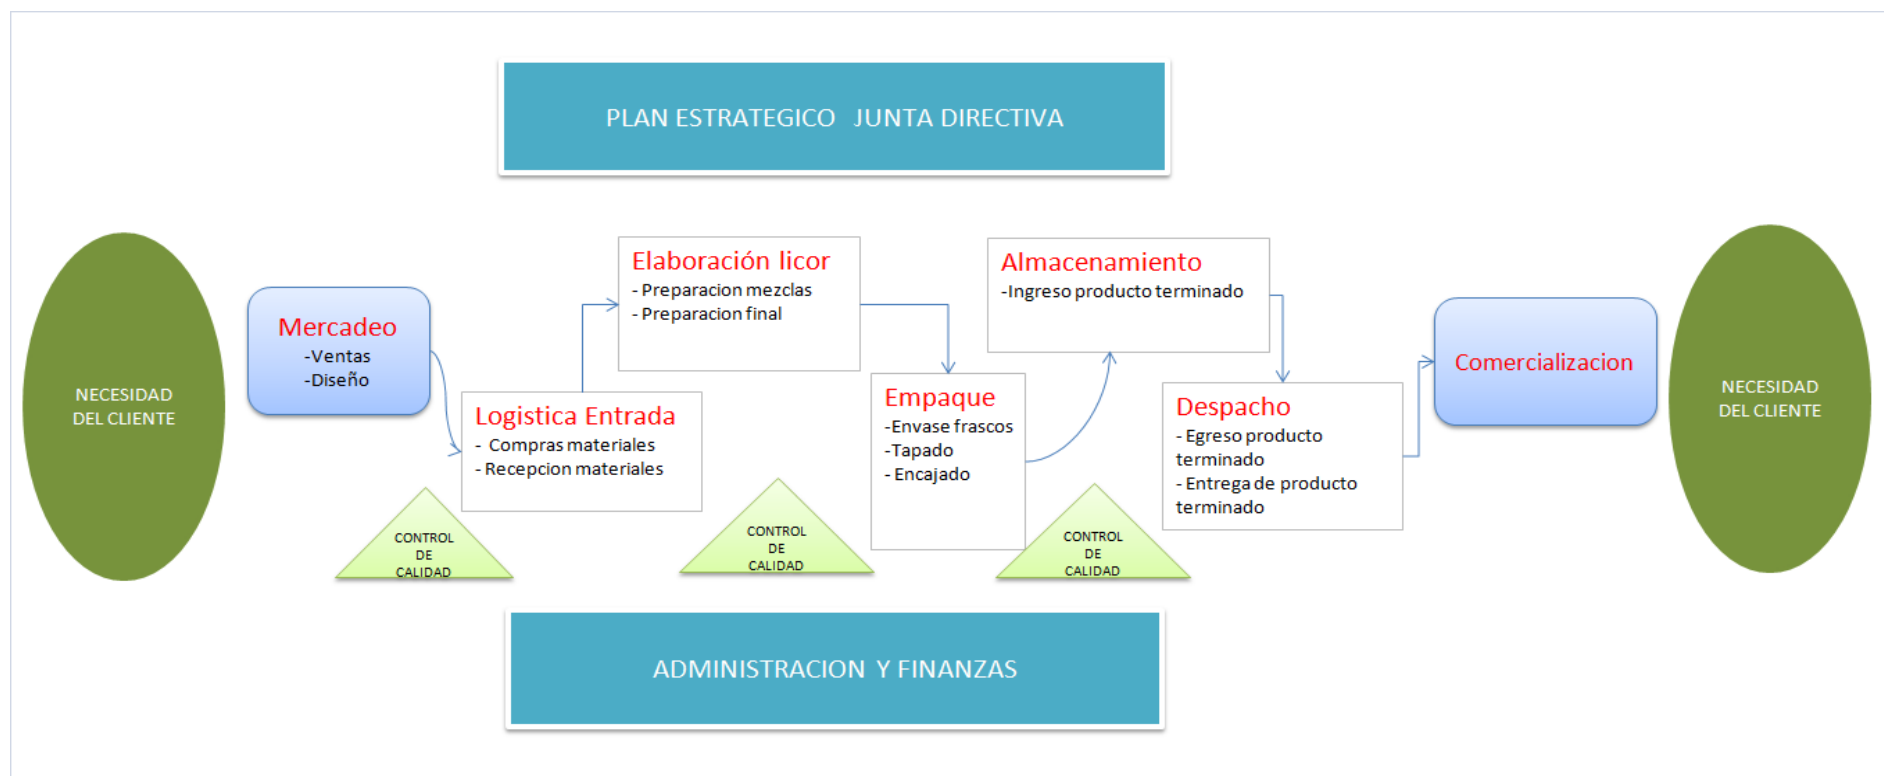 PLAN ESTRATEGICO JUNTA DIRECTIVA
NECESIDAD
DEL CLIENTE
Mercadeo
-Ventas
-Diseño
Logistica Entrada
- Compras materiales
- Recepcion materiales
Elaboración licor
- Preparacion mezclas
- Preparacion final
Empaque
-Envase frascos
-Tapado
- Encajado
Almacenamiento
-Ingreso producto terminado
Despacho
- Egreso producto
terminado
- Entrega de producto
terminado
Comercializacion
NECESIDAD
DEL CLIENTE
CONTROL
DE
CALIDAD
CONTROL
DE
CALIDAD
CONTROL
DE
CALIDAD
ADMINISTRACION Y FINANZAS